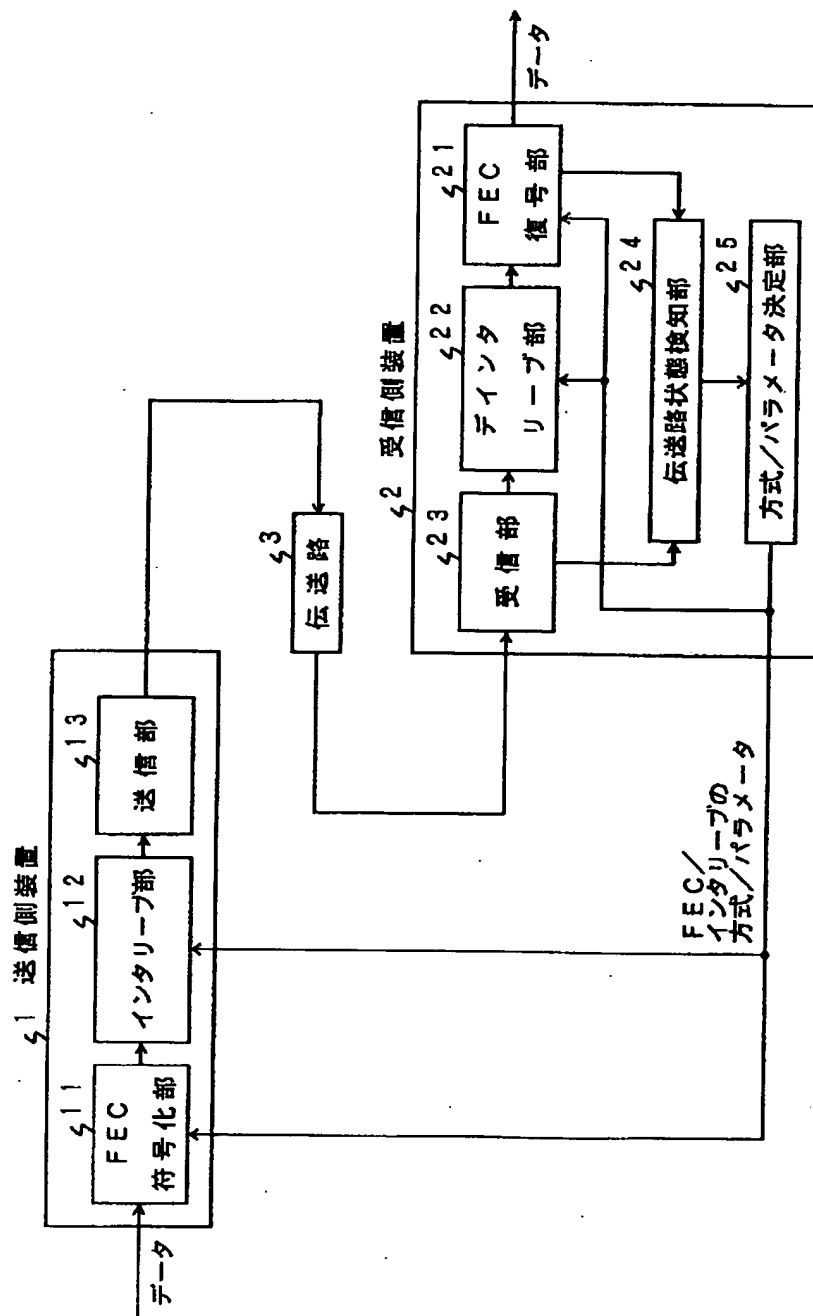 1 送信側装置
データ
11
FEC
符号化部
12
インタリーブ部
13
送信部
3
伝送路
2 受信側装置
23
受信部
22
デインタ
リーブ部
21
FEC
復号部
データ
24
伝送路状態検知部
25
方式/パラメータ決定部
FEC/
インタリーブの
方式/パラメータ